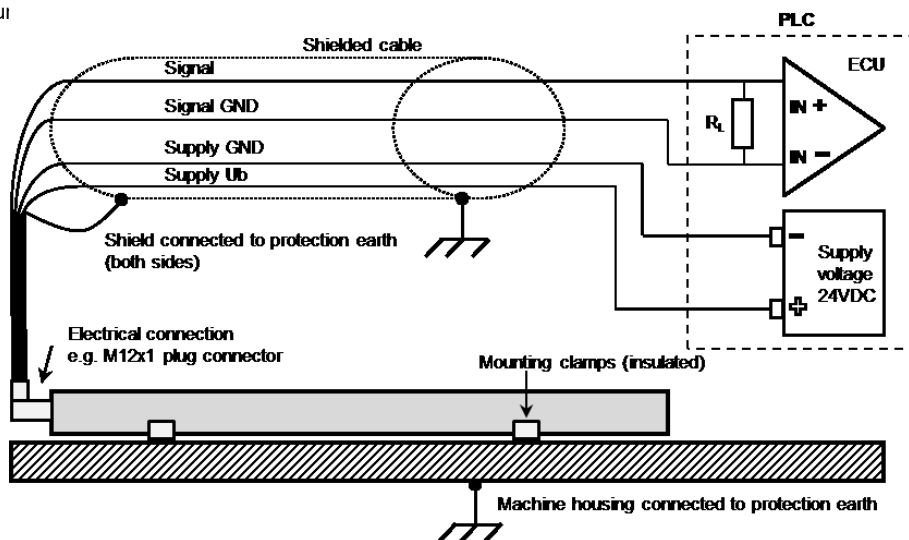 PLC
Shielded cable
Signal
ECU
Signal GND
R_L
IN +
IN −
Supply GND
Supply Ub
Shield connected to protection earth
(both sides)
−
Supply
voltage
24VDC
+
Electrical connection
e.g. M12x1 plug connector
Mounting clamps (insulated)
Machine housing connected to protection earth